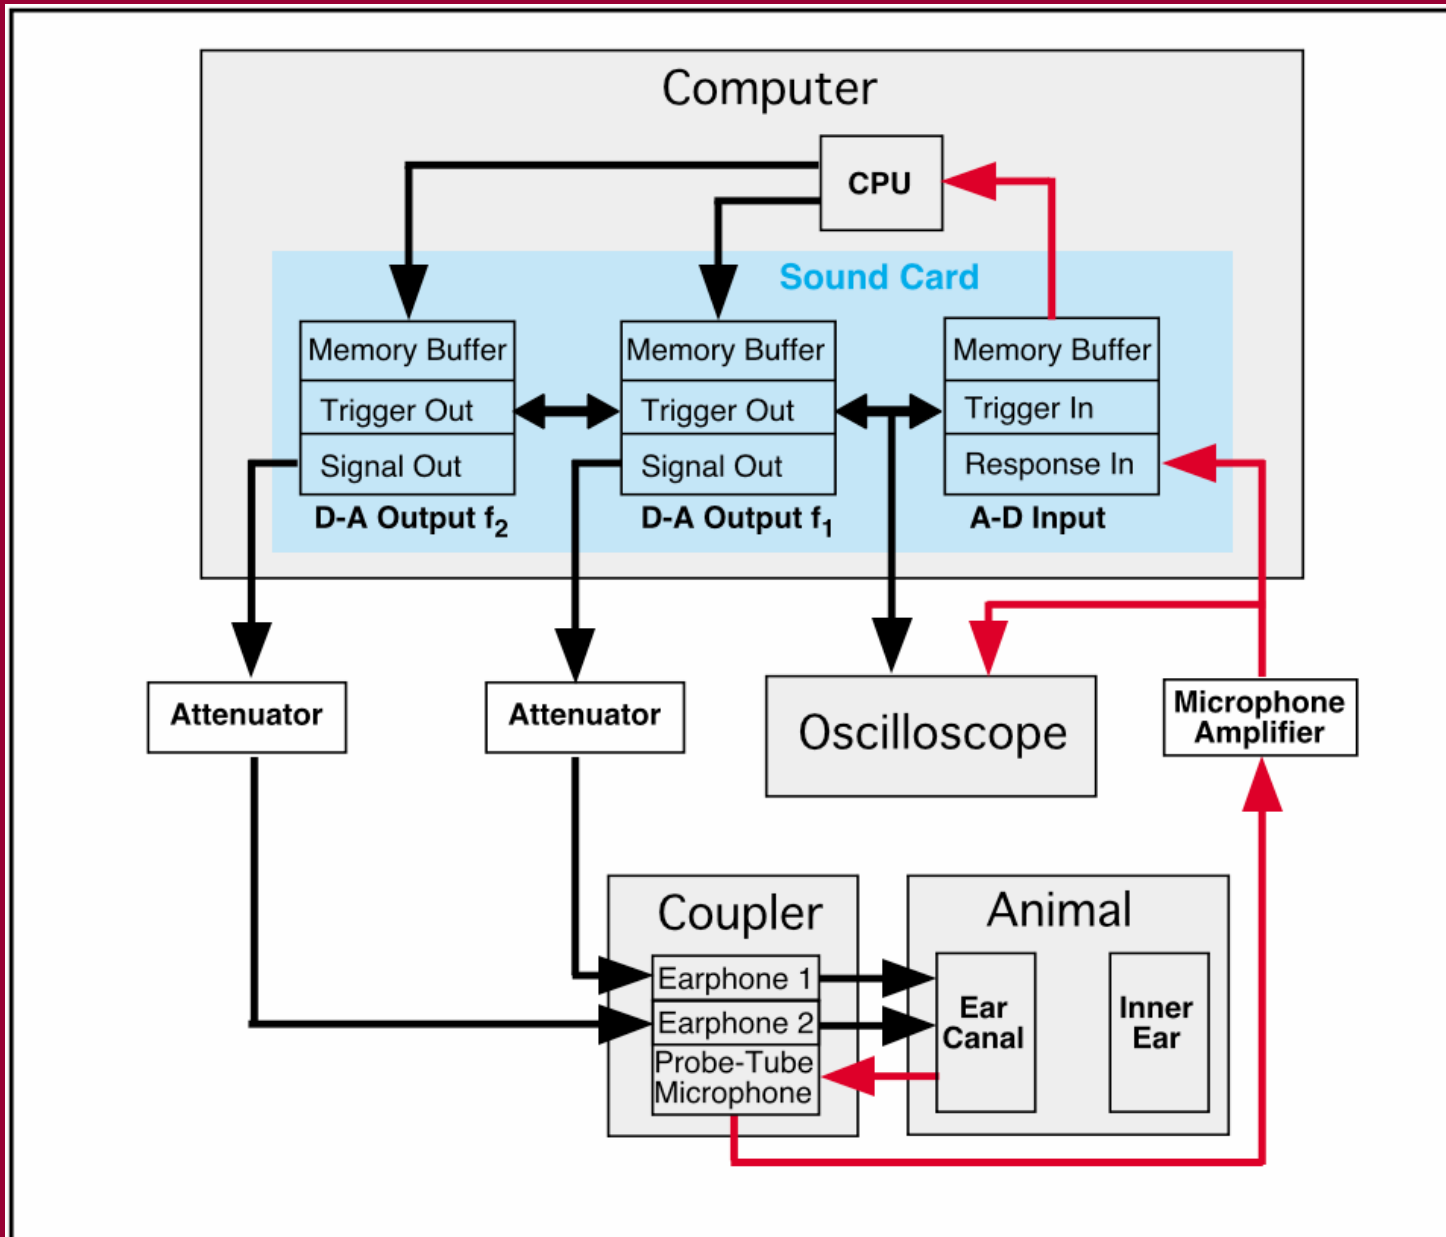 Computer
CPU
Sound Card
Memory Buffer
Trigger Out
Signal Out
D-A Output f2
Memory Buffer
Trigger Out
Signal Out
D-A Output f1
Memory Buffer
Trigger In
Response In
A-D Input
Attenuator
Attenuator
Oscilloscope
Microphone
Amplifier
Coupler
Earphone 1
Earphone 2
Probe-Tube
Microphone
Animal
Ear
Canal
Inner
Ear